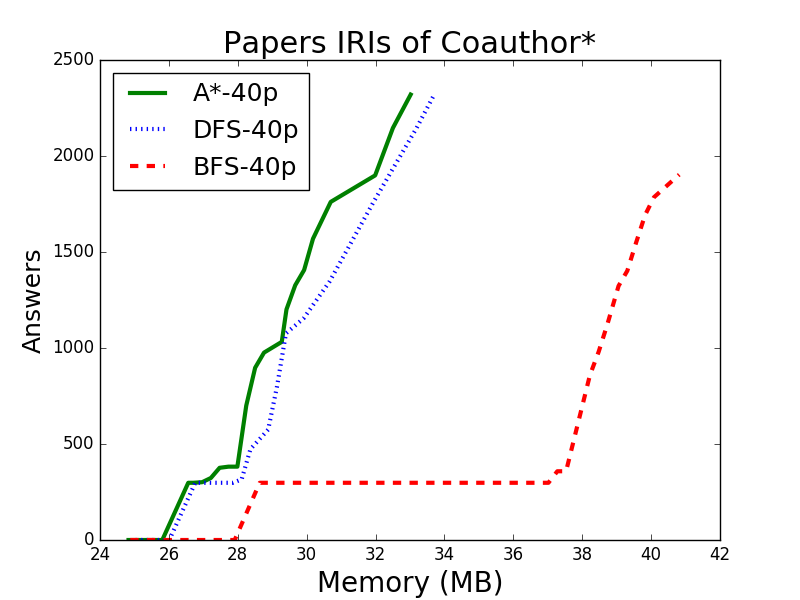 Papers IRIs of Coauthor*
2500
2000
1500
1000
500
0
Answers
A*-40p
DFS-40p
BFS-40p
24 26 28 30 32 34 36 38 40 42
Memory (MB)